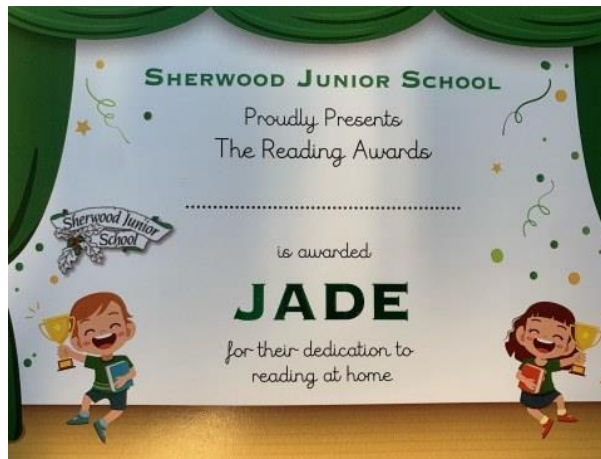 SHERWOOD JUNIOR SCHOOL
Proudly Presents
The Reading Awards
Sherwood Junior
School
is awarded
JADE
for their dedication to
reading at home